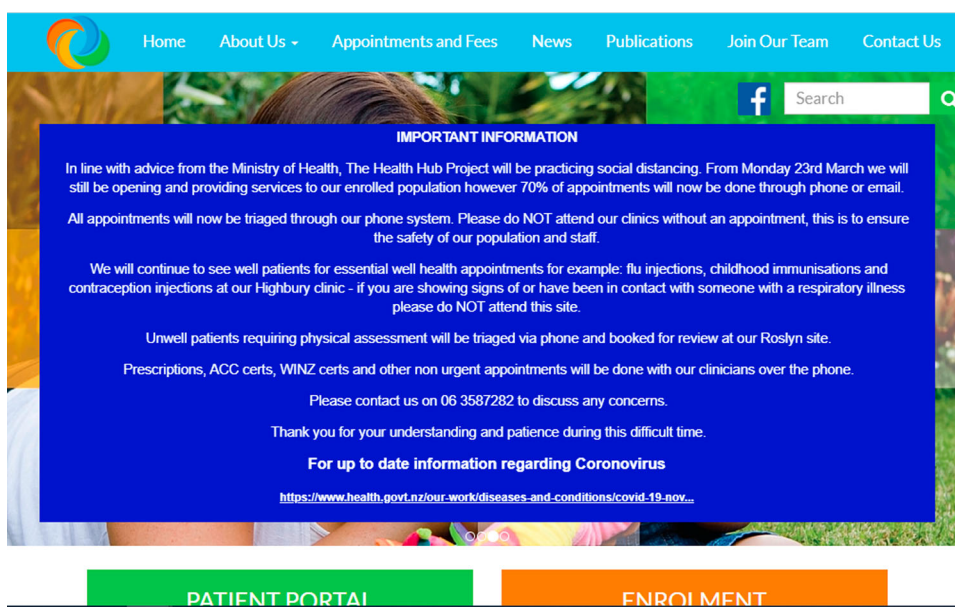 Home About Us Appointments and Fees News Publications Join Our Team Contact Us
f Search
IMPORTANT INFORMATION
In line with advice from the Ministry of Health, The Health Hub Project will be practicing social distancing. From Monday 23rd March we will
still be opening and providing services to our enrolled population however 70% of appointments will now be done through phone or email.
All appointments will now be triaged through our phone system. Please do NOT attend our clinics without an appointment, this is to ensure
the safety of our population and staff.
We will continue to see well patients for essential well health appointments for example: flu injections, childhood immunisations and
contraception injections at our Highbury clinic - if you are showing signs of or have been in contact with someone with a respiratory illness
please do NOT attend this site.
Unwell patients requiring physical assessment will be triaged via phone and booked for review at our Roslyn site.
Prescriptions, ACC certs, WINZ certs and other non urgent appointments will be done with our clinicians over the phone.
Please contact us on 06 3587282 to discuss any concerns.
Thank you for your understanding and patience during this difficult time.
For up to date information regarding Coronovirus
https://www.health.govt.nz/our-work/diseases-and-conditions/covid-19-nov...
PATIENT PORTAL ENROLMENT